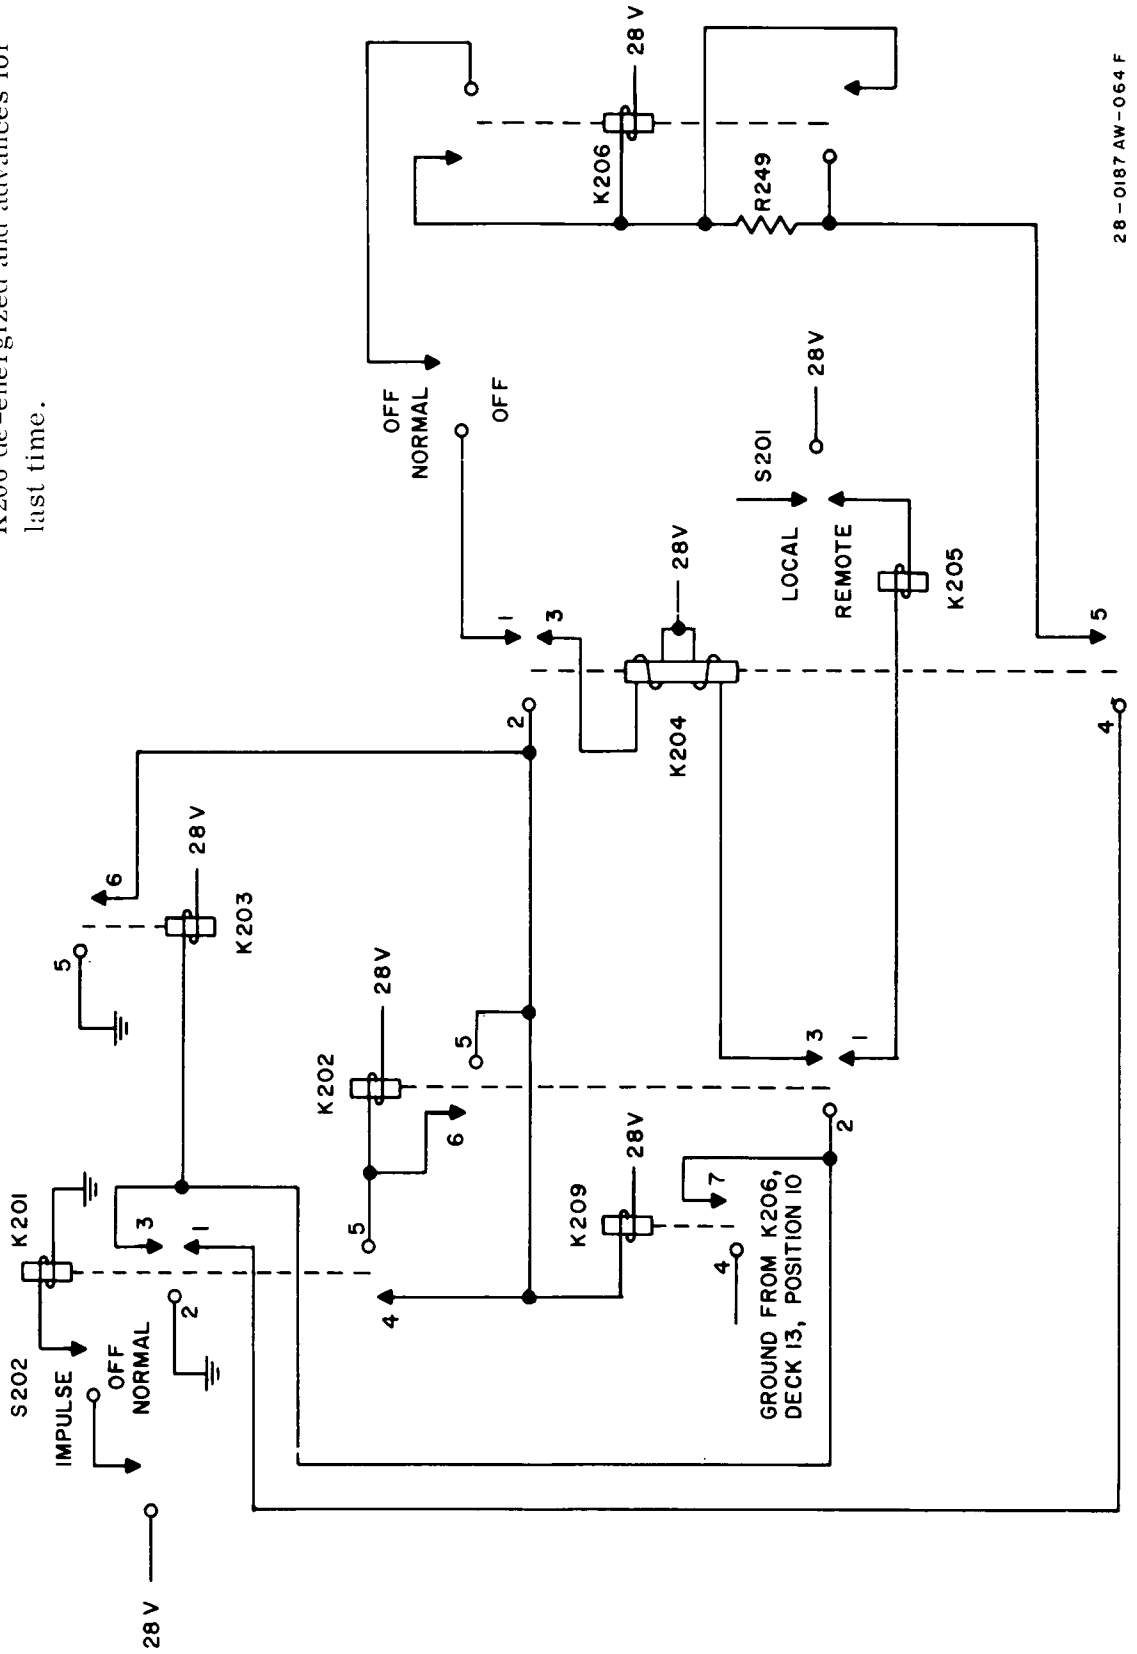 K206 de-energized and advances for
last time.
S202
K201
IMPULSE
OFF
NORMAL
28V
2
3
1
5
6
K203
28V
K202
28V
5
4
6
5
K209
28V
4
7
GROUND FROM K206,
DECK 13, POSITION 10
2
3
1
2
1
3
K204
28V
OFF
NORMAL
OFF
LOCAL
REMOTE
S201
28V
K205
4
5
K206
28V
R249
28-0187 AW-064 F